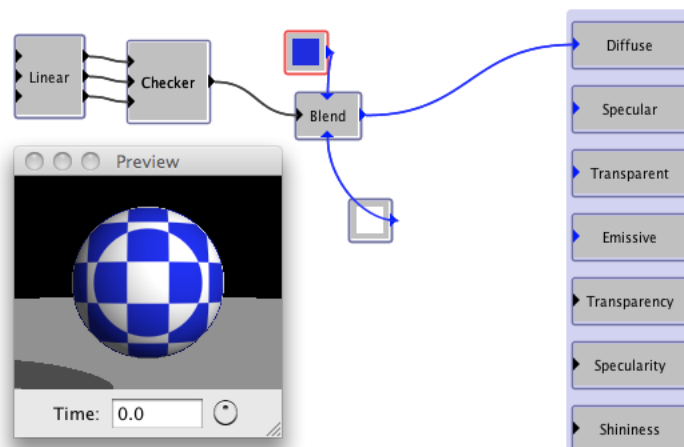 Linear
Checker
Blend
Diffuse
Specular
Transparent
Emissive
Transparency
Specularity
Shininess
Preview
Time: 0.0